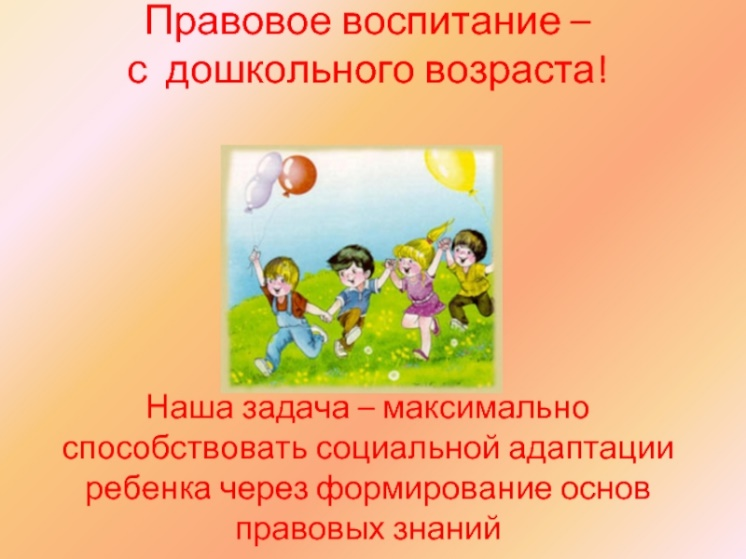 Правовое воспитание –
с дошкольного возраста!
Наша задача – максимально
способствовать социальной адаптации
ребенка через формирование основ
правовых знаний